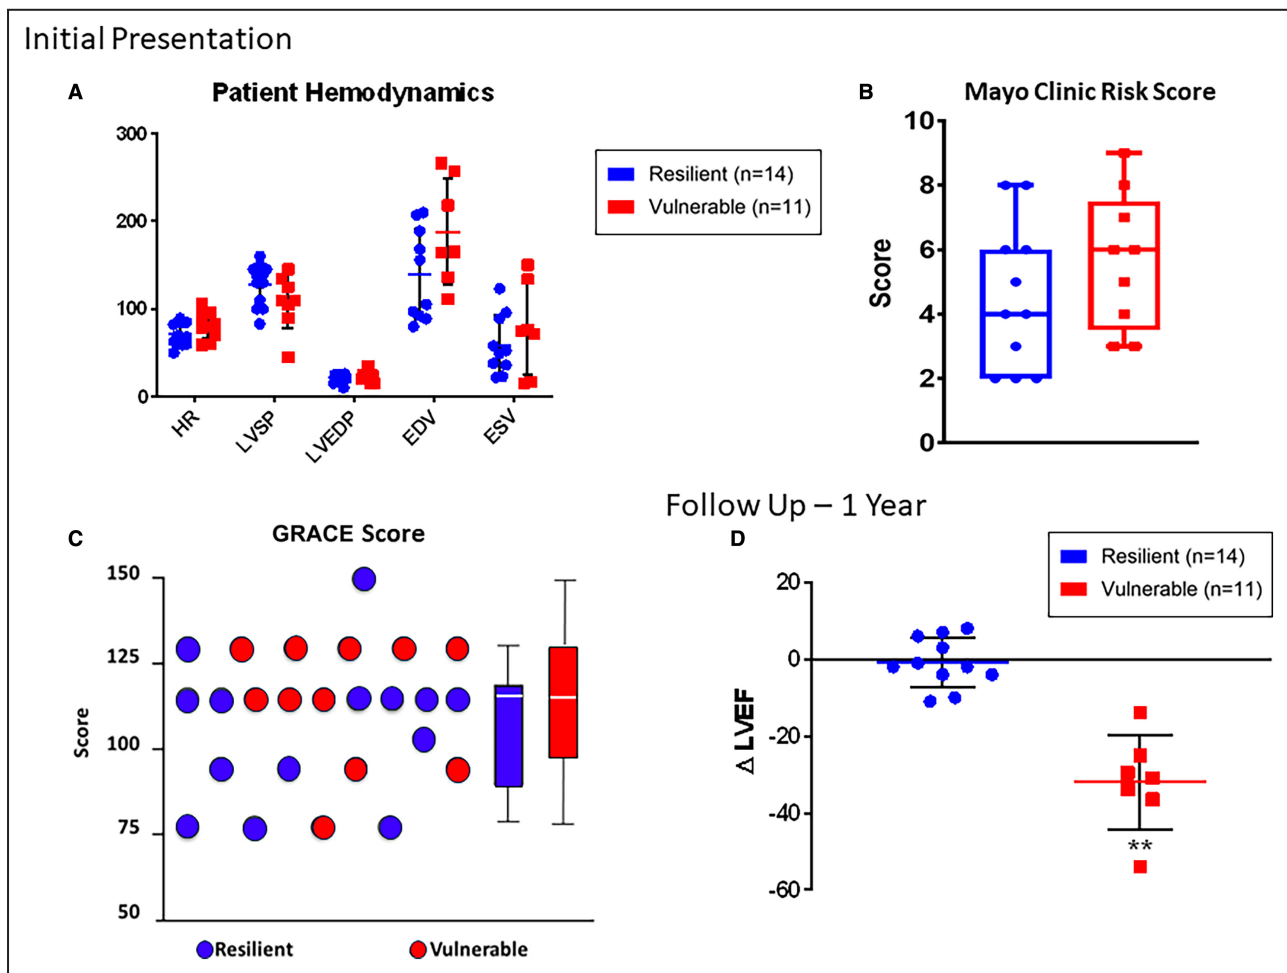 Initial Presentation
A
Patient Hemodynamics
300
200
100
0
HR
LVSP
LVEDP
EDV
ESV
Resilient (n=14)
Vulnerable (n=11)
B
Mayo Clinic Risk Score
Score
10
8
6
4
2
0
Follow Up – 1 Year
C
GRACE Score
Score
150
125
100
75
50
Resilient
Vulnerable
D
Resilient (n=14)
Vulnerable (n=11)
Δ LVEF
20
0
-20
-40
-60
**